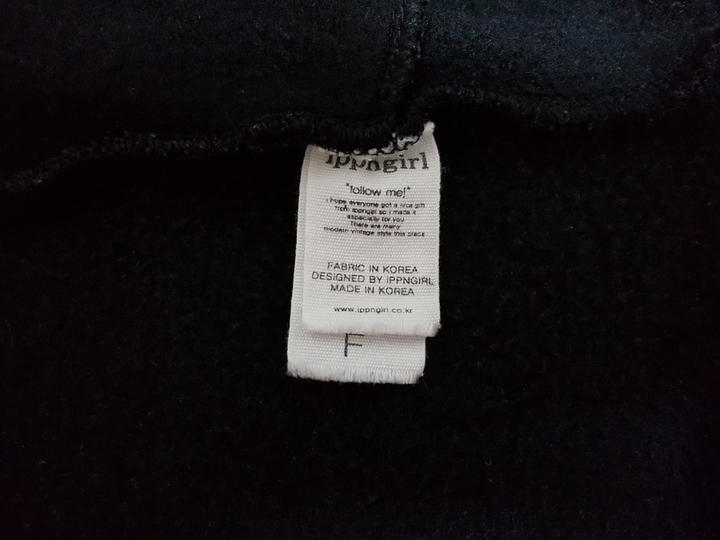 ippngirl
"follow me!"
i hope everyone got a nice gift
from ippngirl so i made it
especially for you
There are many
modern vintage style this place
FABRIC IN KOREA
DESIGNED BY IPPNGIRL
MADE IN KOREA
www.ippngirl.co.kr
F